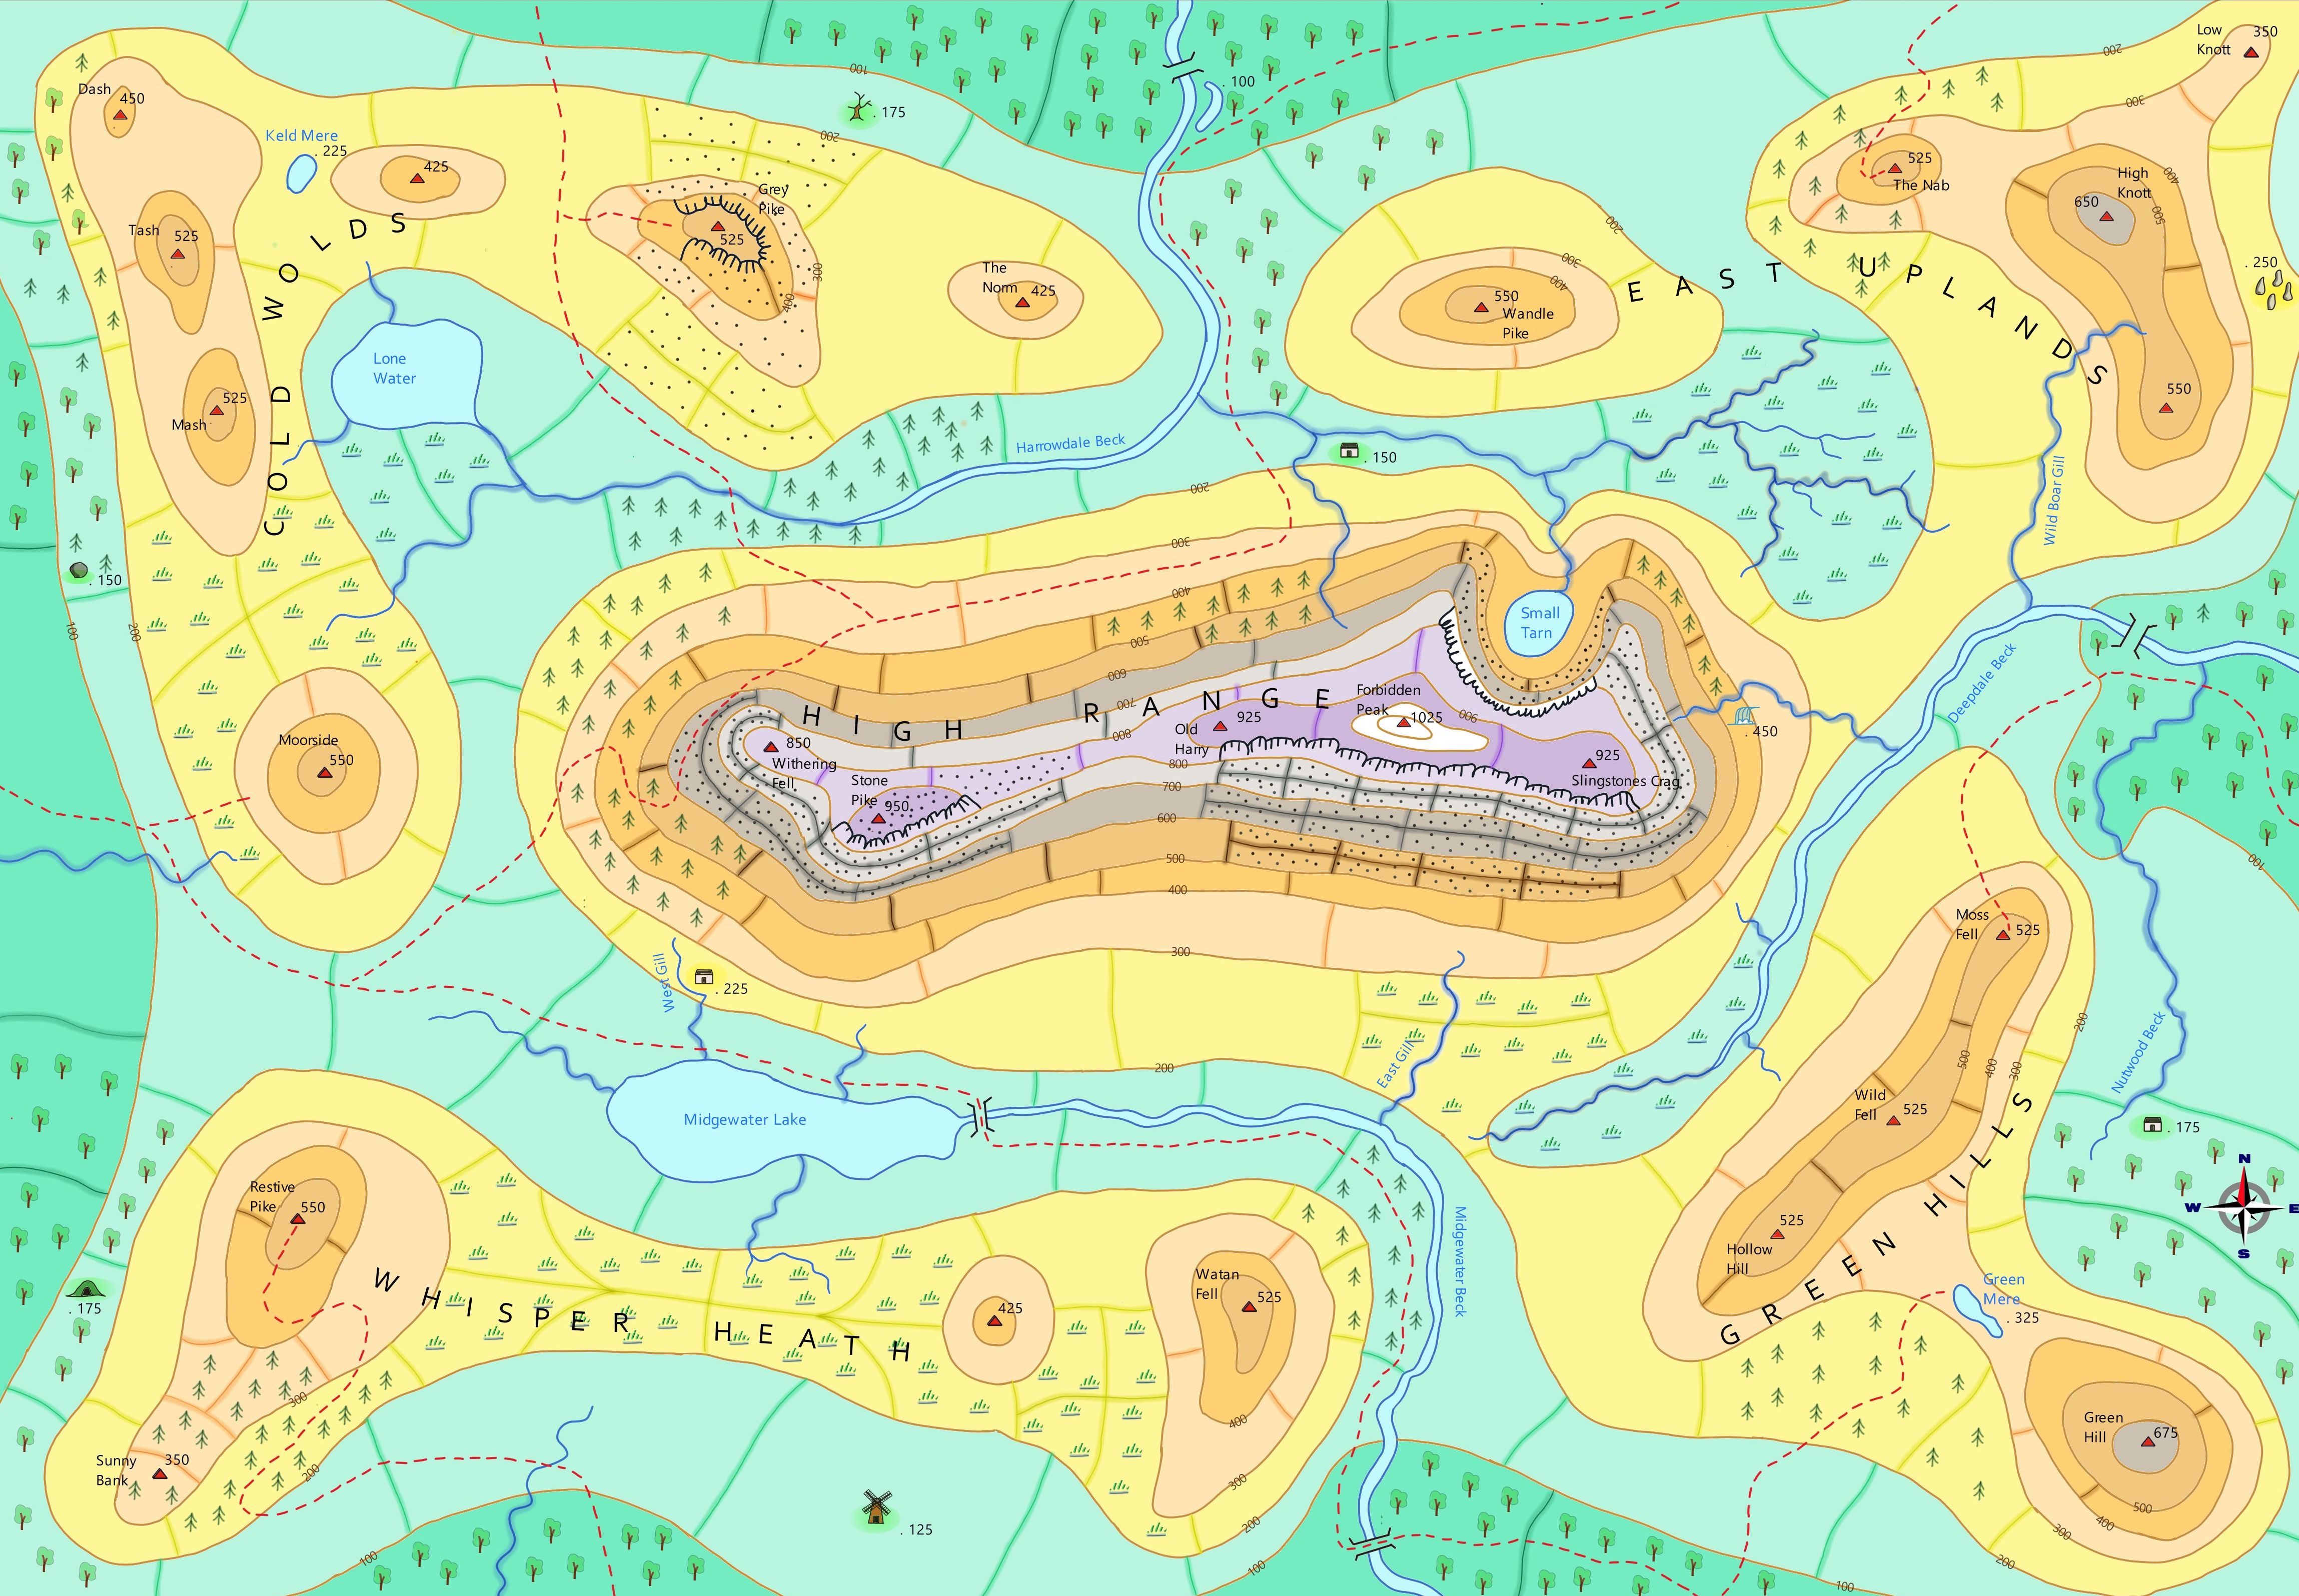 Low
Knott
350
200
Dash
450
100
. 100
. 175
200
300
Keld Mere
. 225
425
The Nab
525
High
Knott
650
400
500
Grey
Pike
525
300
400
Tash
525
COLD WOLDS
The
Norm
425
200
300
400
550
Wandle
Pike
EAST UPLANDS
. 250
Lone
Water
Mash
525
550
Harrowdale Beck
. 150
Wild Boar Gill
200
300
400
500
600
700
800
900
. 150
100
200
Small
Tarn
Deepdale Beck
HIGH RANGE
Forbidden
Peak
1025
Old
Harry
925
925
Slingstones Crag
850
Withering
Fell
Stone
Pike
950
. 450
Moorside
550
800
700
600
500
400
300
200
100
Moss
Fell
525
West Gill
. 225
East Gill
200
Nutwood Beck
500
400
300
Wild
Fell
525
. 175
Midgewater Lake
Midgewater Beck
N
W
E
S
Restive
Pike
550
WHISPER HEATH
. 175
425
Watan
Fell
525
Hollow
Hill
525
GREEN HILLS
Green
Mere
. 325
300
200
Sunny
Bank
350
400
300
200
100
Green
Hill
675
500
400
300
200
100
. 125
100